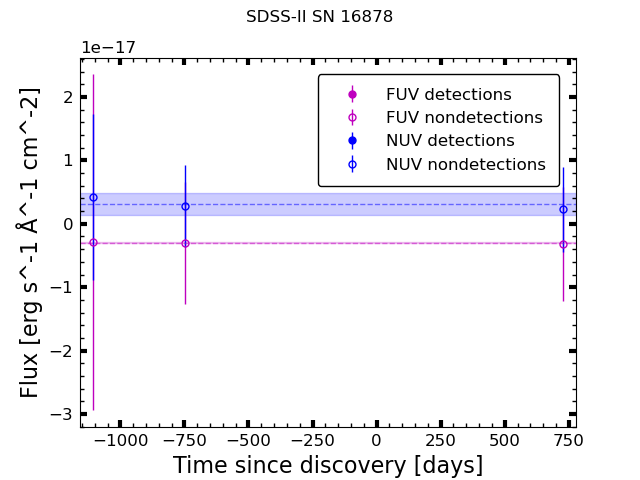 SDSS-II SN 16878
1e−17
FUV detections
FUV nondetections
NUV detections
NUV nondetections
2
1
0
−1
−2
−3
Flux [erg s^-1 Å^-1 cm^-2]
−1000 −750 −500 −250 0 250 500 750
Time since discovery [days]